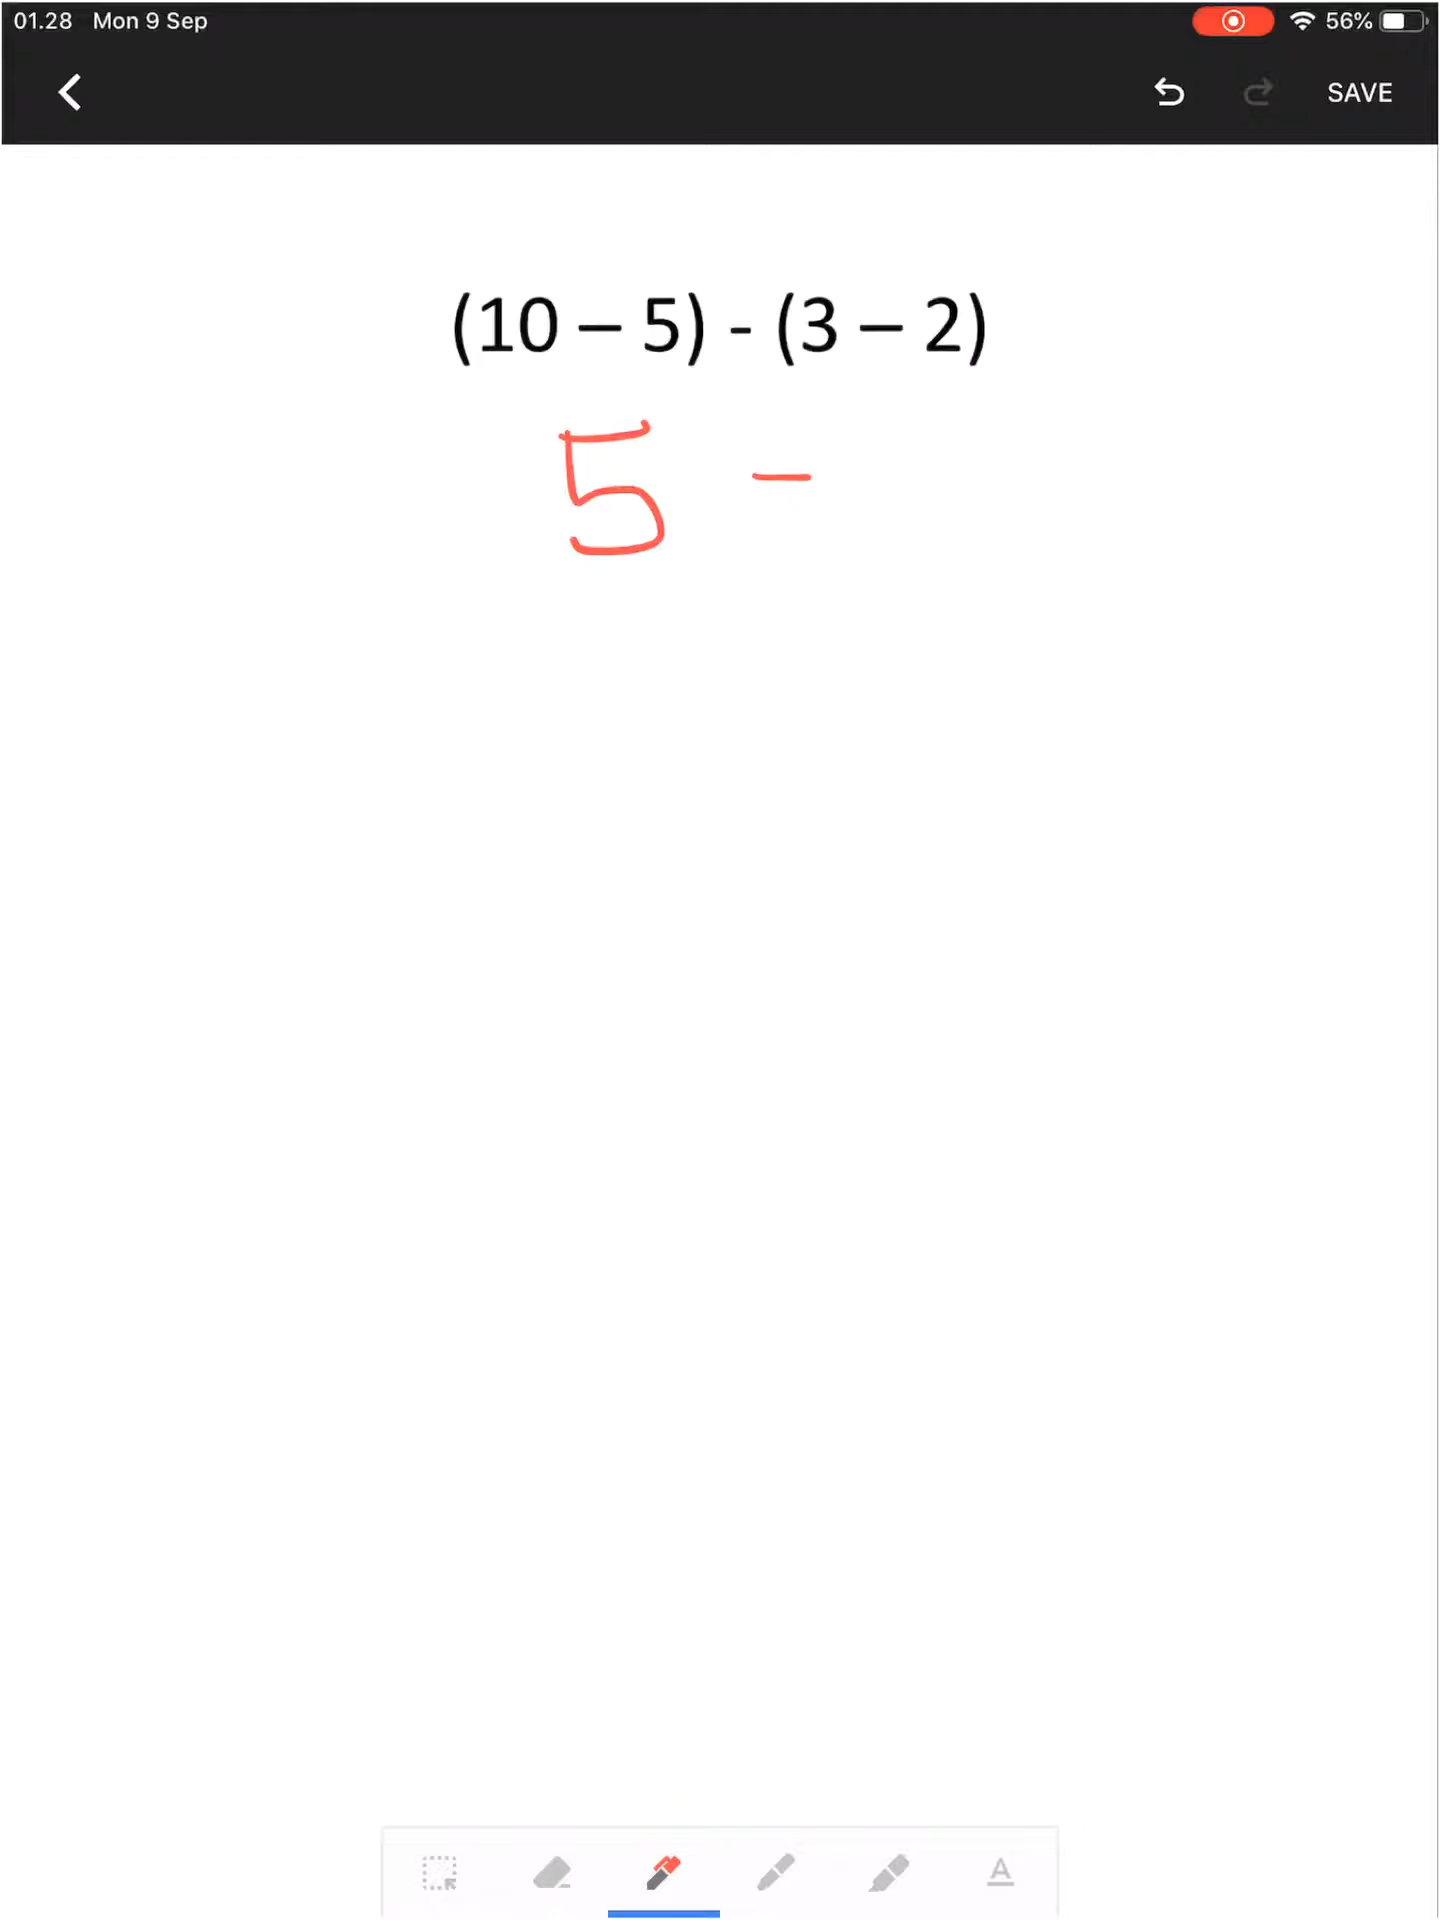 01.28 Mon 9 Sep 56%
SAVE
(10 – 5) - (3 – 2)
5 –
A